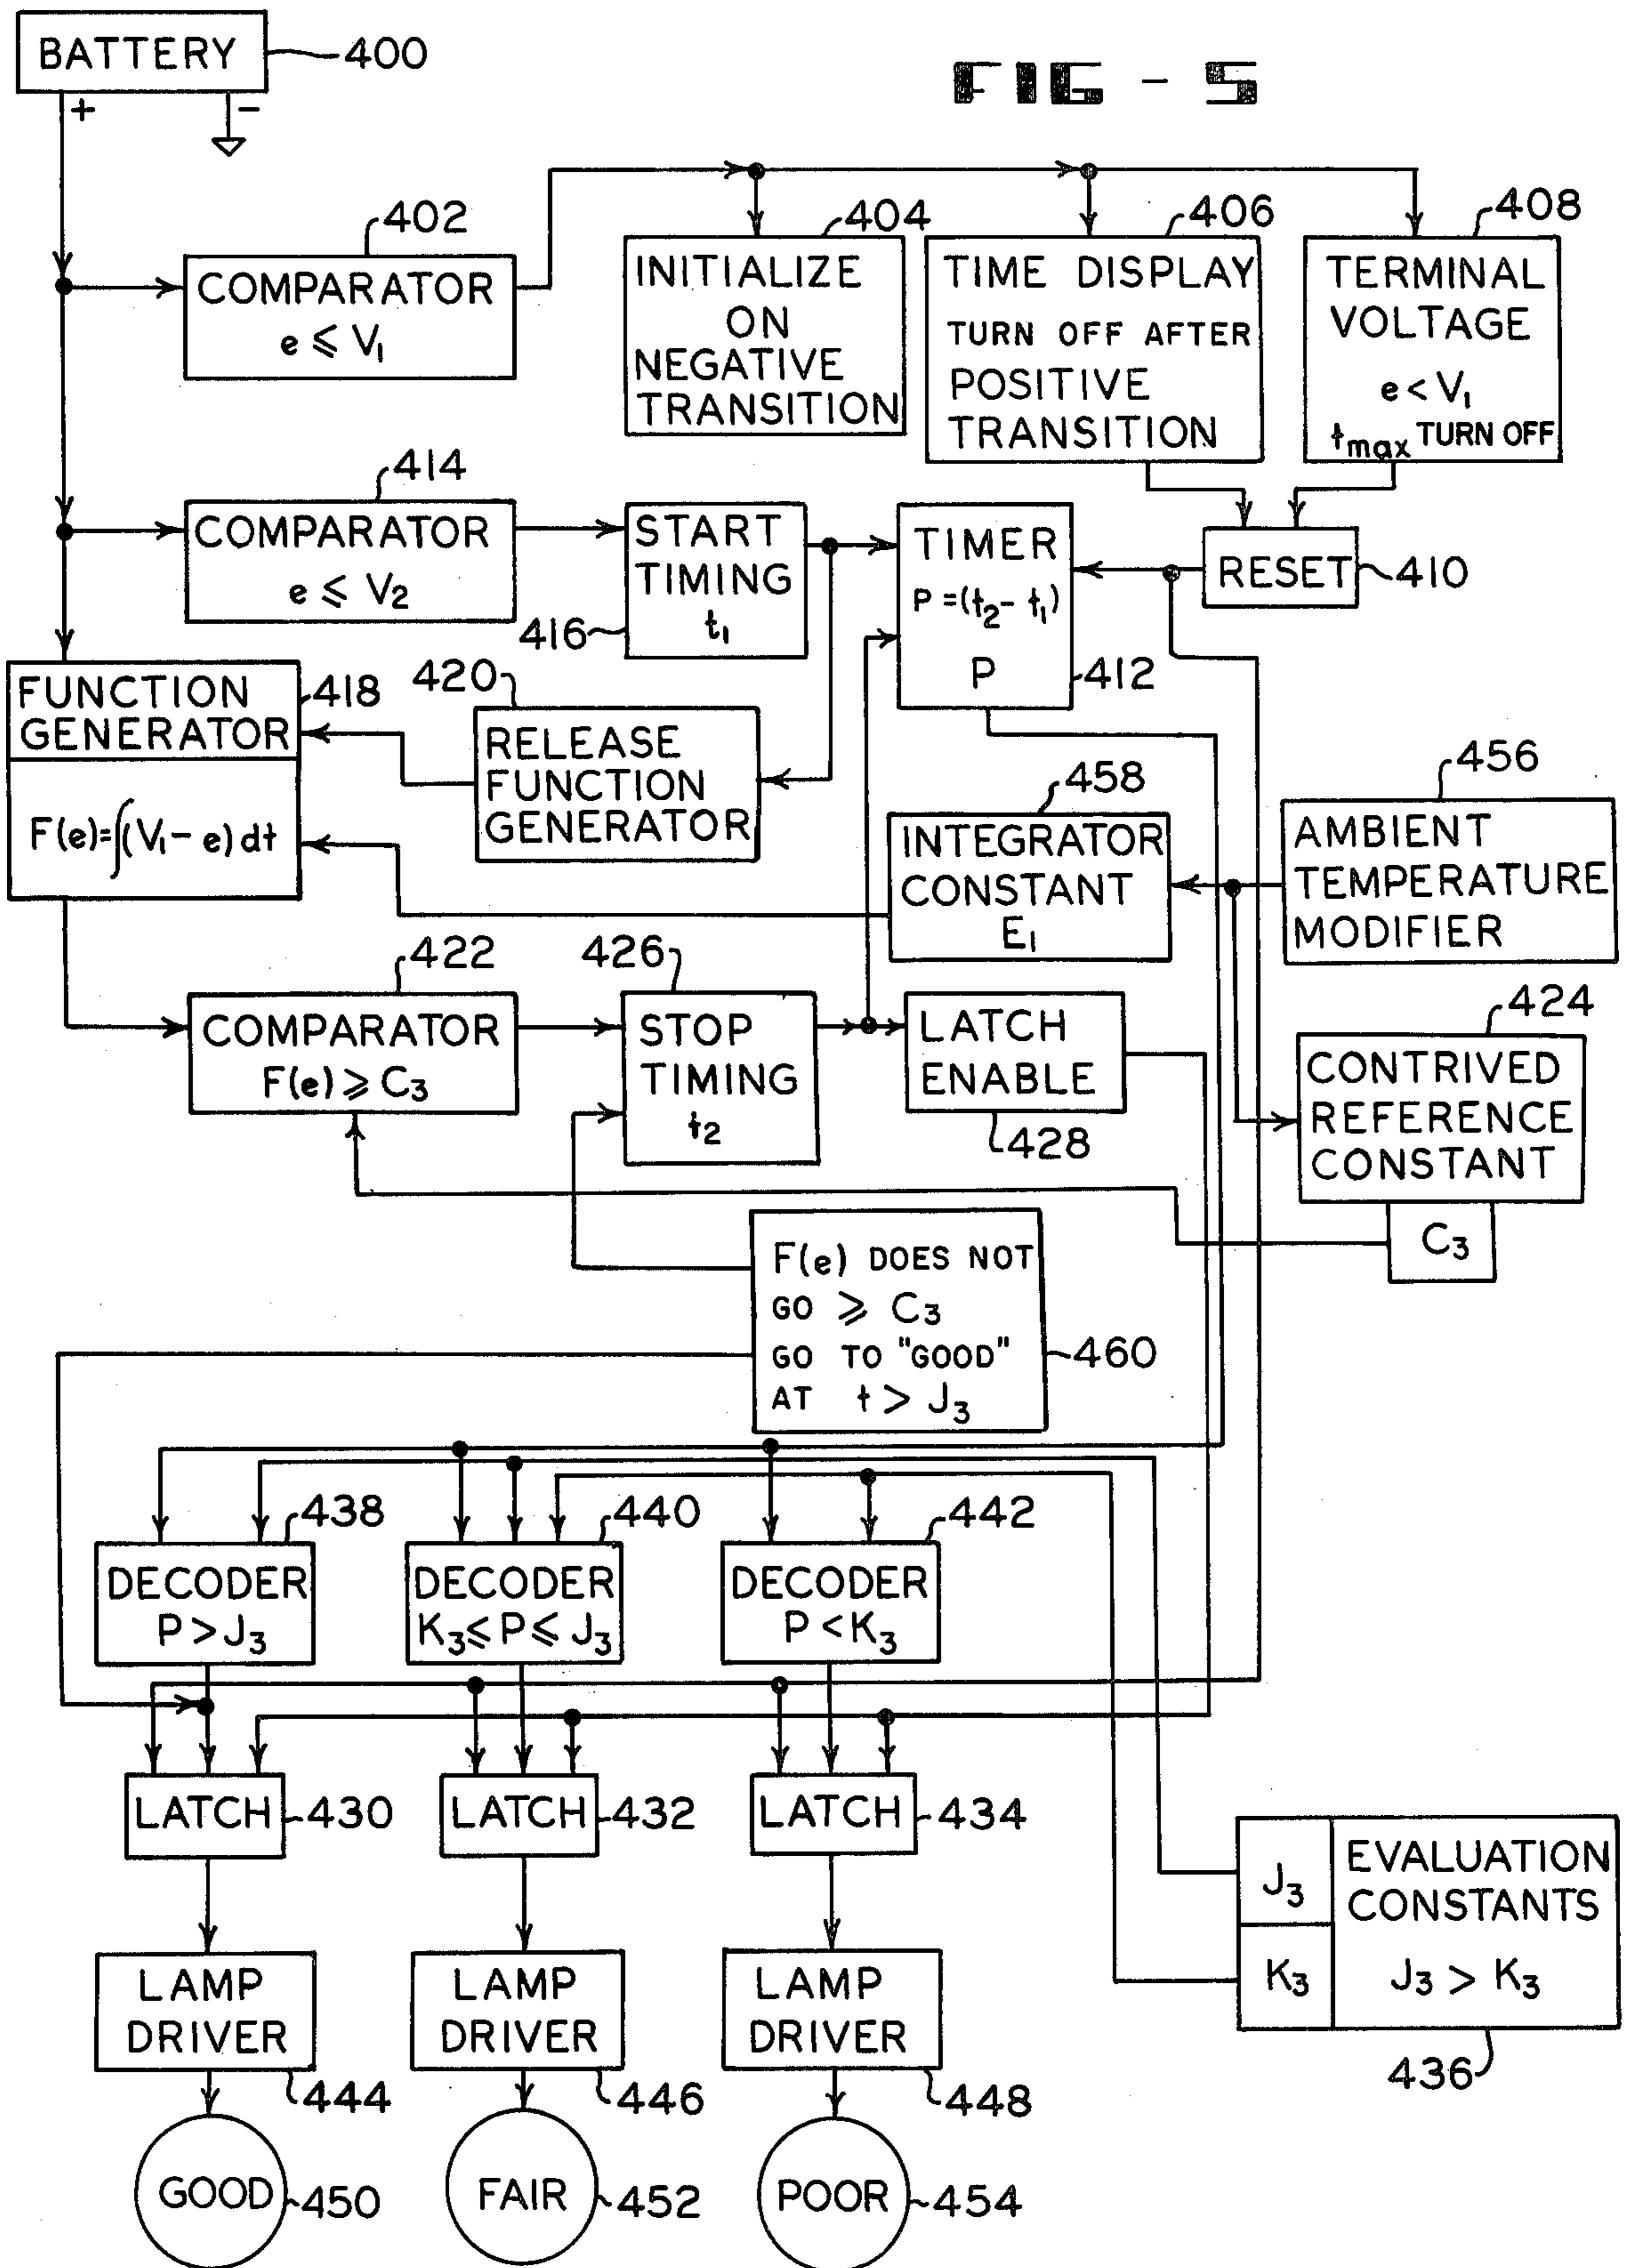 BATTERY
400
+
-
FIG - 5
402
COMPARATOR
e ⩽ V₁
404
INITIALIZE
ON
NEGATIVE
TRANSITION
406
TIME DISPLAY
TURN OFF AFTER
POSITIVE
TRANSITION
408
TERMINAL
VOLTAGE
e < V₁
tmax TURN OFF
414
COMPARATOR
e ⩽ V₂
START
TIMING
t₁
416
TIMER
P = (t₂ - t₁)
P
412
RESET
410
FUNCTION
GENERATOR
418
F(e) = ∫(V₁ - e) dt
420
RELEASE
FUNCTION
GENERATOR
458
INTEGRATOR
CONSTANT
E₁
456
AMBIENT
TEMPERATURE
MODIFIER
422
COMPARATOR
F(e) ⩾ C₃
426
STOP
TIMING
t₂
LATCH
ENABLE
428
424
CONTRIVED
REFERENCE
CONSTANT
C₃
F(e) DOES NOT
GO ⩾ C₃
GO TO "GOOD"
AT t > J₃
460
438
DECODER
P > J₃
440
DECODER
K₃ ⩽ P ⩽ J₃
442
DECODER
P < K₃
LATCH
430
LATCH
432
LATCH
434
J₃
K₃
EVALUATION
CONSTANTS
J₃ > K₃
436
LAMP
DRIVER
444
LAMP
DRIVER
446
LAMP
DRIVER
448
GOOD
450
FAIR
452
POOR
454